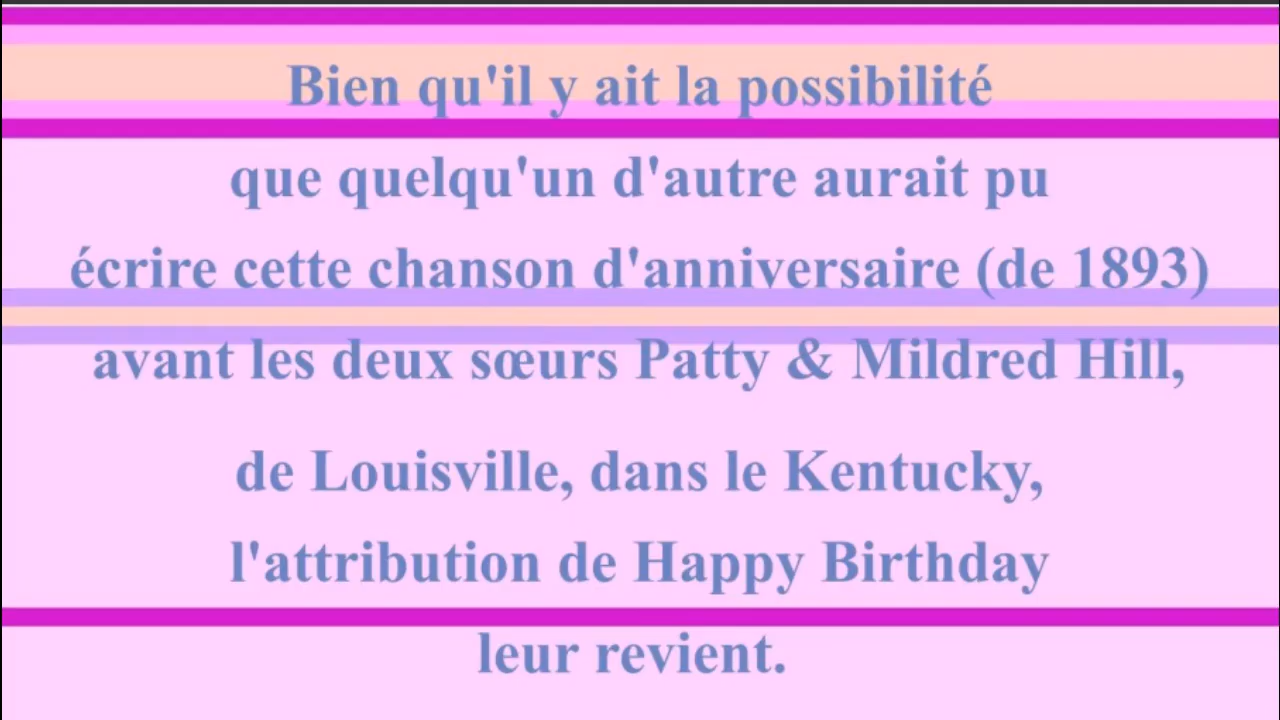 Bien qu'il y ait la possibilité
que quelqu'un d'autre aurait pu
écrire cette chanson d'anniversaire (de 1893)
avant les deux sœurs Patty & Mildred Hill,
de Louisville, dans le Kentucky,
l'attribution de Happy Birthday
leur revient.